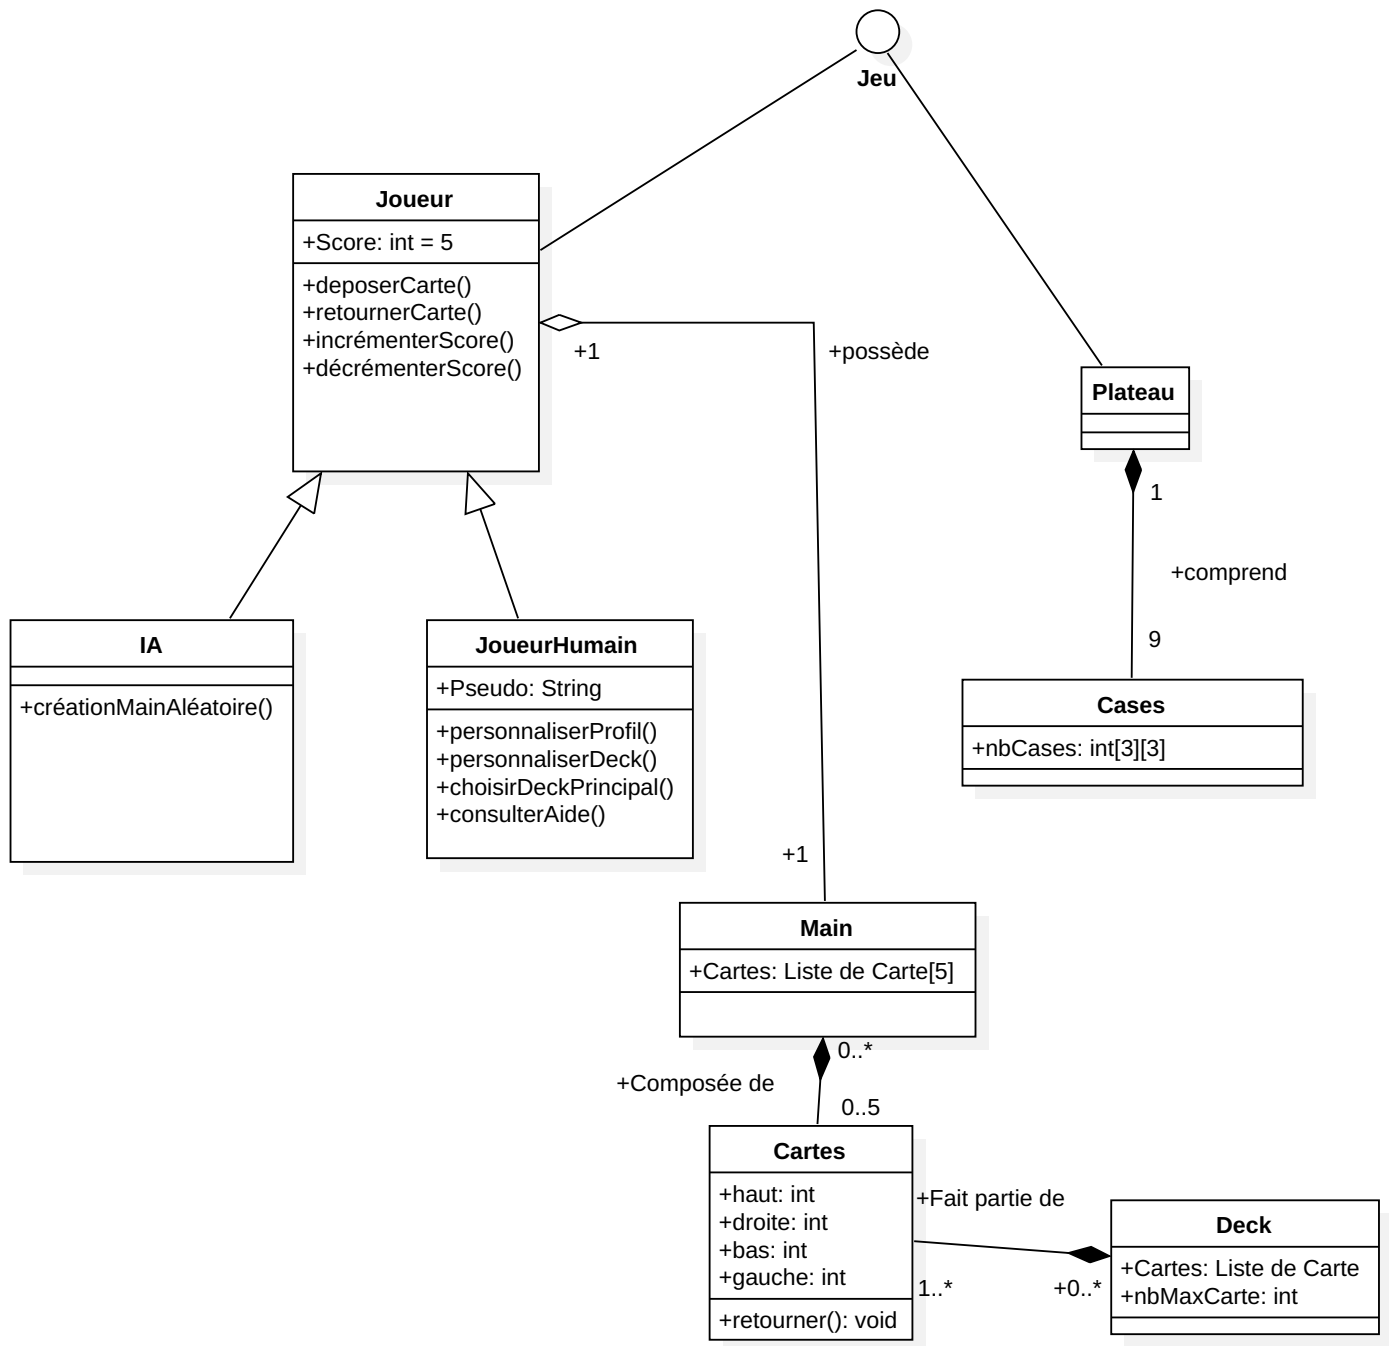 Jeu
Joueur
+Score: int = 5
+deposerCarte()
+retournerCarte()
+incrémenterScore()
+décrémenterScore()
+1
+possède
Plateau
1
+comprend
9
IA
+créationMainAléatoire()
JoueurHumain
+Pseudo: String
+personnaliserProfil()
+personnaliserDeck()
+choisirDeckPrincipal()
+consulterAide()
Cases
+nbCases: int[3][3]
+1
Main
+Cartes: Liste de Carte[5]
0..*
+Composée de
0..5
Cartes
+haut: int
+droite: int
+bas: int
+gauche: int
+retourner(): void
+Fait partie de
1..*
+0..*
Deck
+Cartes: Liste de Carte
+nbMaxCarte: int